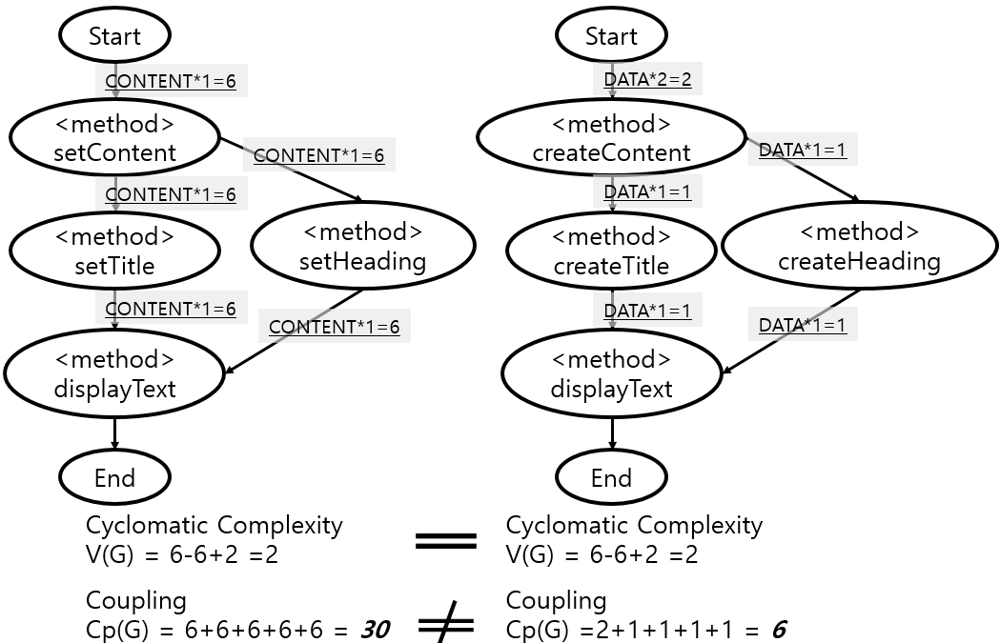 Start
CONTENT*1=6
<method>
setContent
CONTENT*1=6
CONTENT*1=6
<method>
setTitle
<method>
setHeading
CONTENT*1=6
CONTENT*1=6
<method>
displayText
End
Cyclomatic Complexity
V(G) = 6-6+2 =2
Coupling
Cp(G) = 6+6+6+6+6 = 30
=
≠
Start
DATA*2=2
<method>
createContent
DATA*1=1
DATA*1=1
<method>
createTitle
<method>
createHeading
DATA*1=1
DATA*1=1
<method>
displayText
End
Cyclomatic Complexity
V(G) = 6-6+2 =2
Coupling
Cp(G) =2+1+1+1+1 = 6